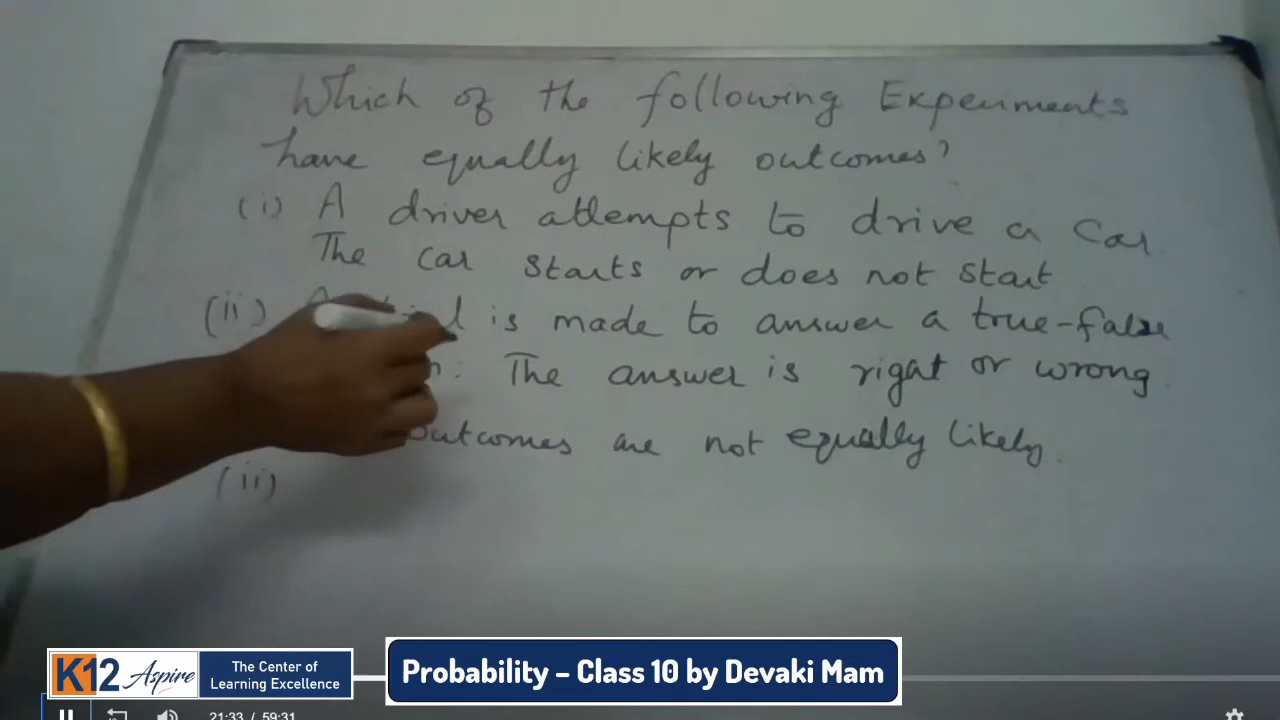 Which of the following Experiments
have equally likely outcomes?
(i) A driver attempts to drive a Car.
The car starts or does not start
(ii) is made to answer a true-false
The answer is right or wrong.
Outcomes are not equally likely.
(ii)
K12 Aspire
The Center of
Learning Excellence
Probability – Class 10 by Devaki Mam
21:33 / 59:31